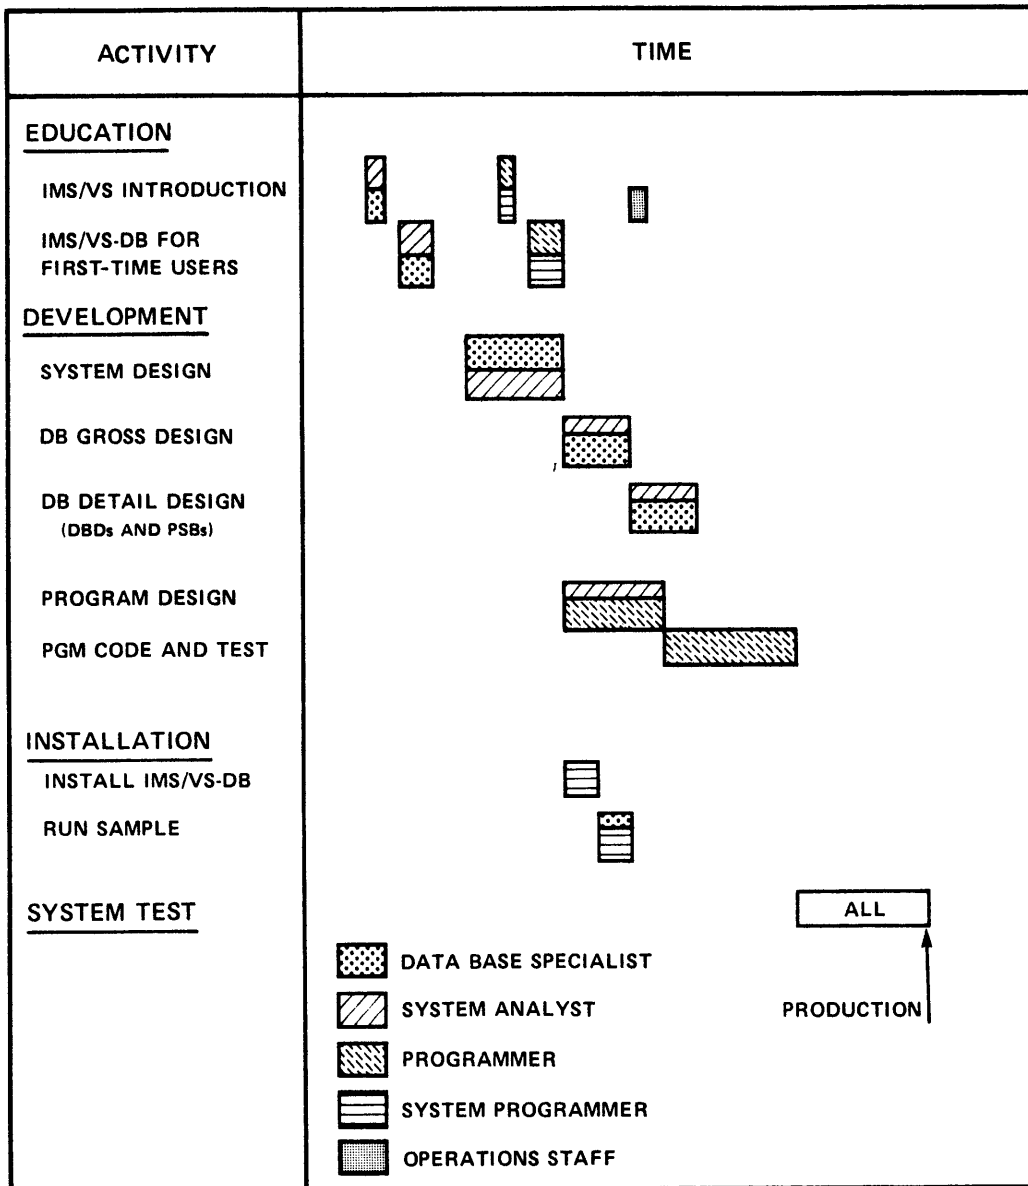 ACTIVITY
TIME
EDUCATION
IMS/VS INTRODUCTION
IMS/VS-DB FOR
FIRST-TIME USERS
DEVELOPMENT
SYSTEM DESIGN
DB GROSS DESIGN
DB DETAIL DESIGN
(DBDs AND PSBs)
PROGRAM DESIGN
PGM CODE AND TEST
INSTALLATION
INSTALL IMS/VS-DB
RUN SAMPLE
SYSTEM TEST
ALL
PRODUCTION
DATA BASE SPECIALIST
SYSTEM ANALYST
PROGRAMMER
SYSTEM PROGRAMMER
OPERATIONS STAFF